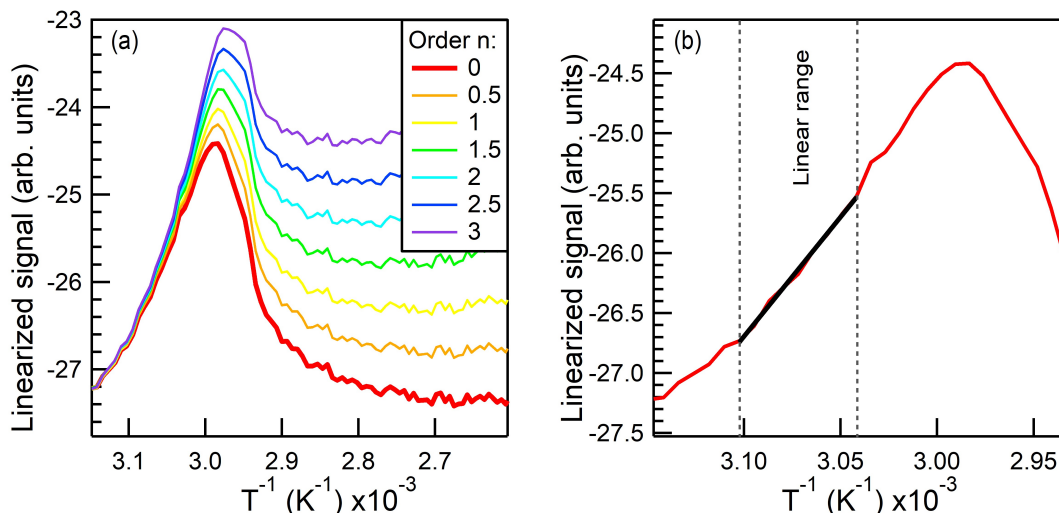 (a)
Order n:
0
0.5
1
1.5
2
2.5
3
-23
-24
-25
-26
-27
Linearized signal (arb. units)
3.1 3.0 2.9 2.8 2.7
T⁻¹ (K⁻¹) x10⁻³
(b)
Linear range
-24.5
-25.0
-25.5
-26.0
-26.5
-27.0
-27.5
Linearized signal (arb. units)
3.10 3.05 3.00 2.95
T⁻¹ (K⁻¹) x10⁻³